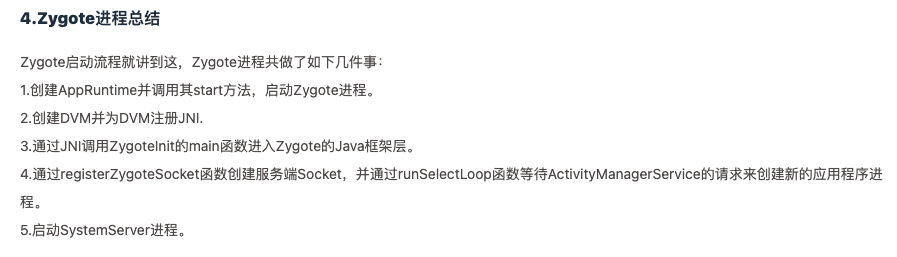 4.Zygote进程总结
Zygote启动流程就讲到这，Zygote进程共做了如下几件事：
1.创建AppRuntime并调用其start方法，启动Zygote进程。
2.创建DVM并为DVM注册JNI.
3.通过JNI调用ZygoteInit的main函数进入Zygote的Java框架层。
4.通过registerZygoteSocket函数创建服务端Socket，并通过runSelectLoop函数等待ActivityManagerService的请求来创建新的应用程序进
程。
5.启动SystemServer进程。